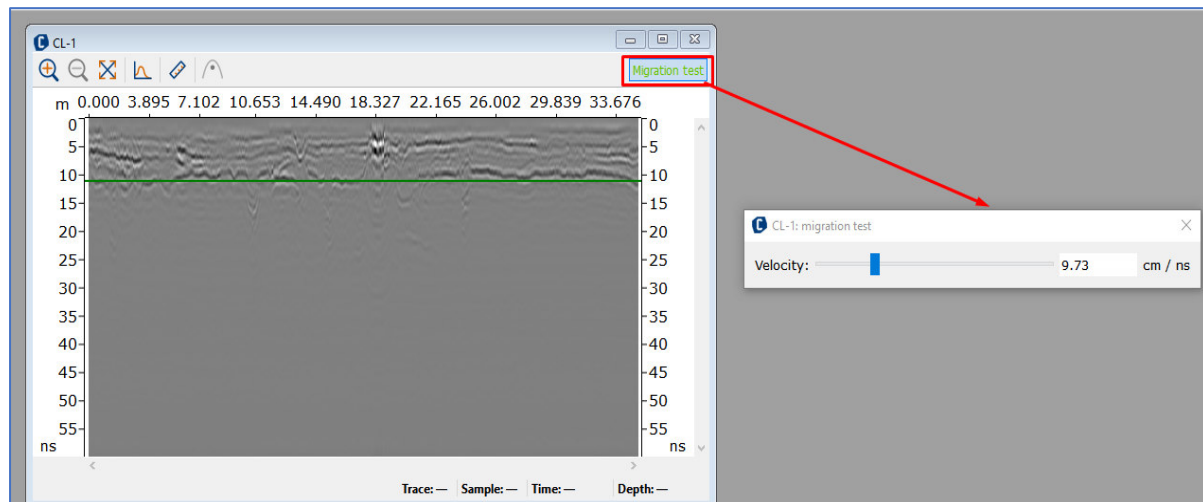 CL-1
Migration test
m 0.000 3.895 7.102 10.653 14.490 18.327 22.165 26.002 29.839 33.676
0 0
5 5
10 10
15 15
20 20
25 25
30 30
35 35
40 40
45 45
50 50
55 55
ns ns
Trace: — Sample: — Time: — Depth: —
CL-1: migration test
Velocity: 9.73 cm / ns